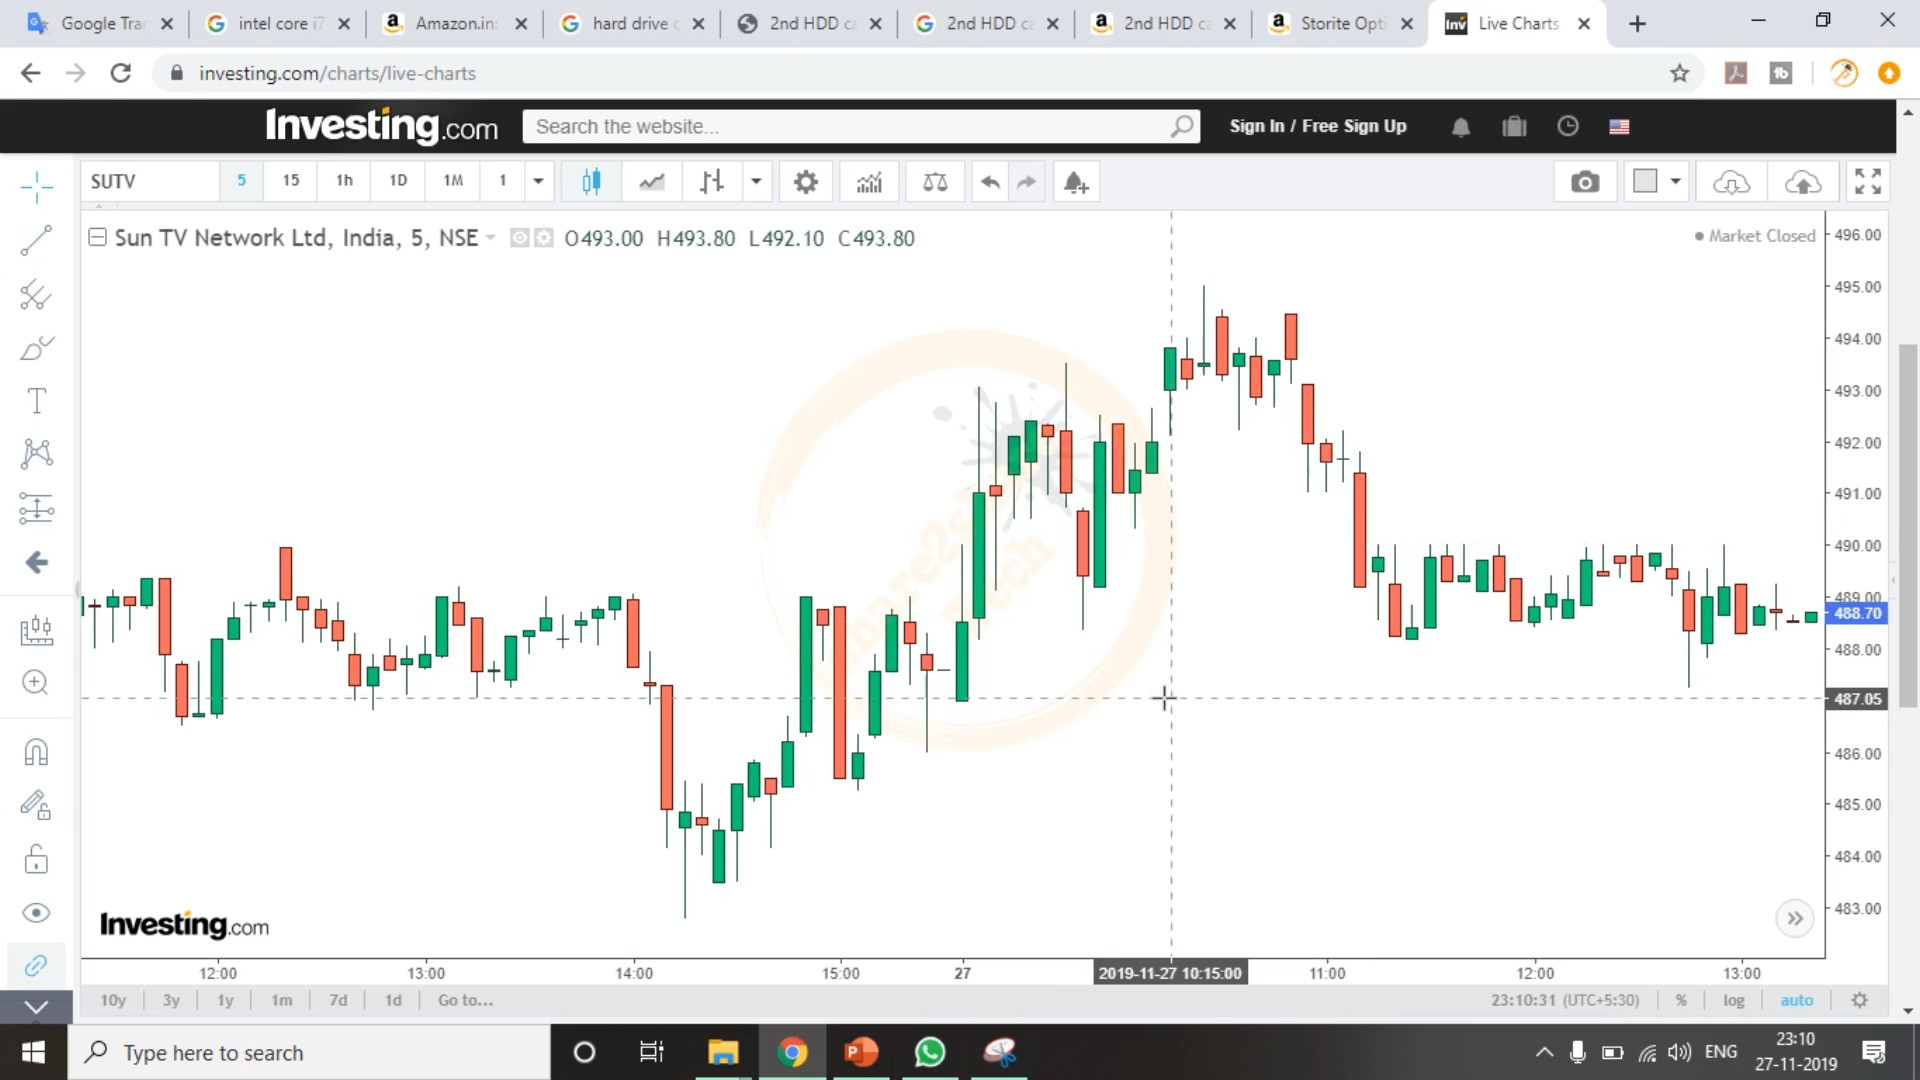 Google Tra
intel core i7
Amazon.in:
hard drive c
2nd HDD ca
2nd HDD ca
2nd HDD ca
Storite Opti
Live Charts
investing.com/charts/live-charts
Investing.com
Search the website...
Sign In / Free Sign Up
SUTV
5
15
1h
1D
1M
1
Sun TV Network Ltd, India, 5, NSE
O493.00 H493.80 L492.10 C493.80
Market Closed
496.00
495.00
494.00
493.00
492.00
491.00
490.00
489.00
488.70
488.00
487.05
486.00
485.00
484.00
483.00
share2s
tech
Investing.com
12:00
13:00
14:00
15:00
27
2019-11-27 10:15:00
11:00
12:00
13:00
10y
3y
1y
1m
7d
1d
Go to...
23:10:31 (UTC+5:30)
%
log
auto
Type here to search
ENG
23:10
27-11-2019